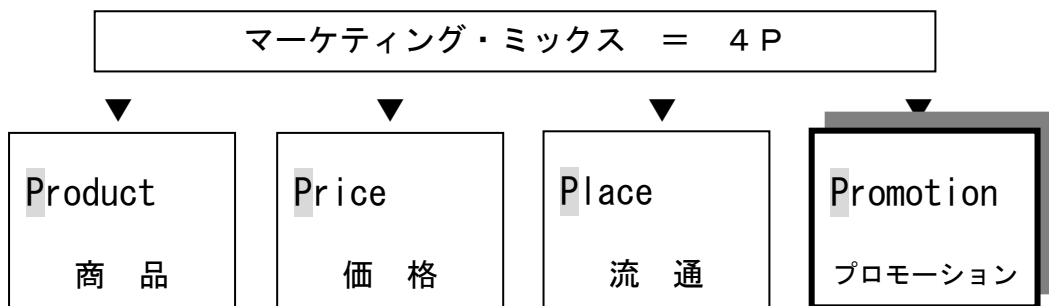 マーケティング・ミックス ＝ ４Ｐ
Product
商 品
Price
価 格
Place
流 通
Promotion
プロモーション